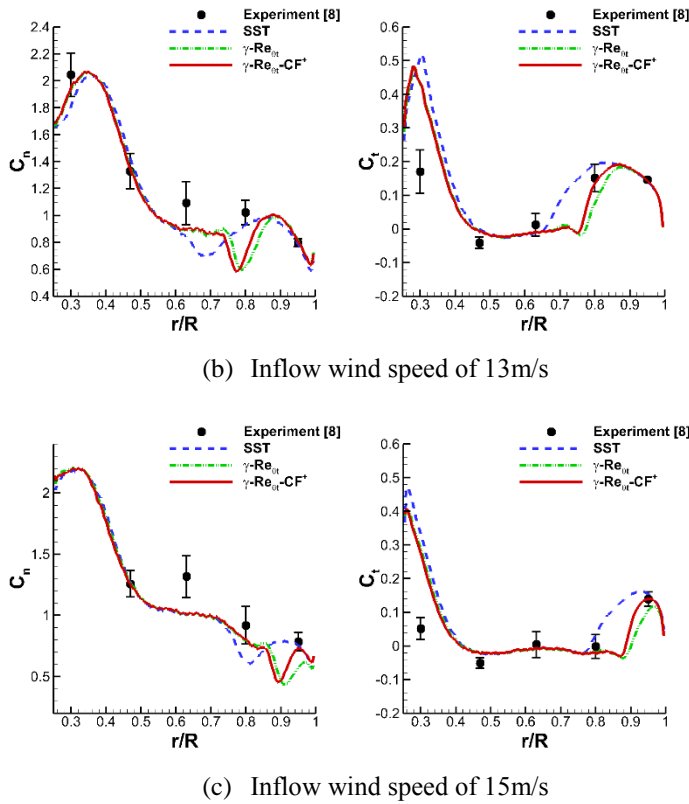 Experiment [8]
SST
γ-Reθt
γ-Reθt-CF⁺
2.4
2.2
2
1.8
1.6
1.4
1.2
1
0.8
0.6
0.4
Cn
0.3 0.4 0.5 0.6 0.7 0.8 0.9 1
r/R
Experiment [8]
SST
γ-Reθt
γ-Reθt-CF⁺
0.6
0.5
0.4
0.3
0.2
0.1
0
-0.1
-0.2
Ct
0.3 0.4 0.5 0.6 0.7 0.8 0.9 1
r/R
(b) Inflow wind speed of 13m/s
Experiment [8]
SST
γ-Reθt
γ-Reθt-CF⁺
2
1.5
1
0.5
Cn
0.3 0.4 0.5 0.6 0.7 0.8 0.9 1
r/R
Experiment [8]
SST
γ-Reθt
γ-Reθt-CF⁺
0.6
0.5
0.4
0.3
0.2
0.1
0
-0.1
-0.2
Ct
0.3 0.4 0.5 0.6 0.7 0.8 0.9 1
r/R
(c) Inflow wind speed of 15m/s